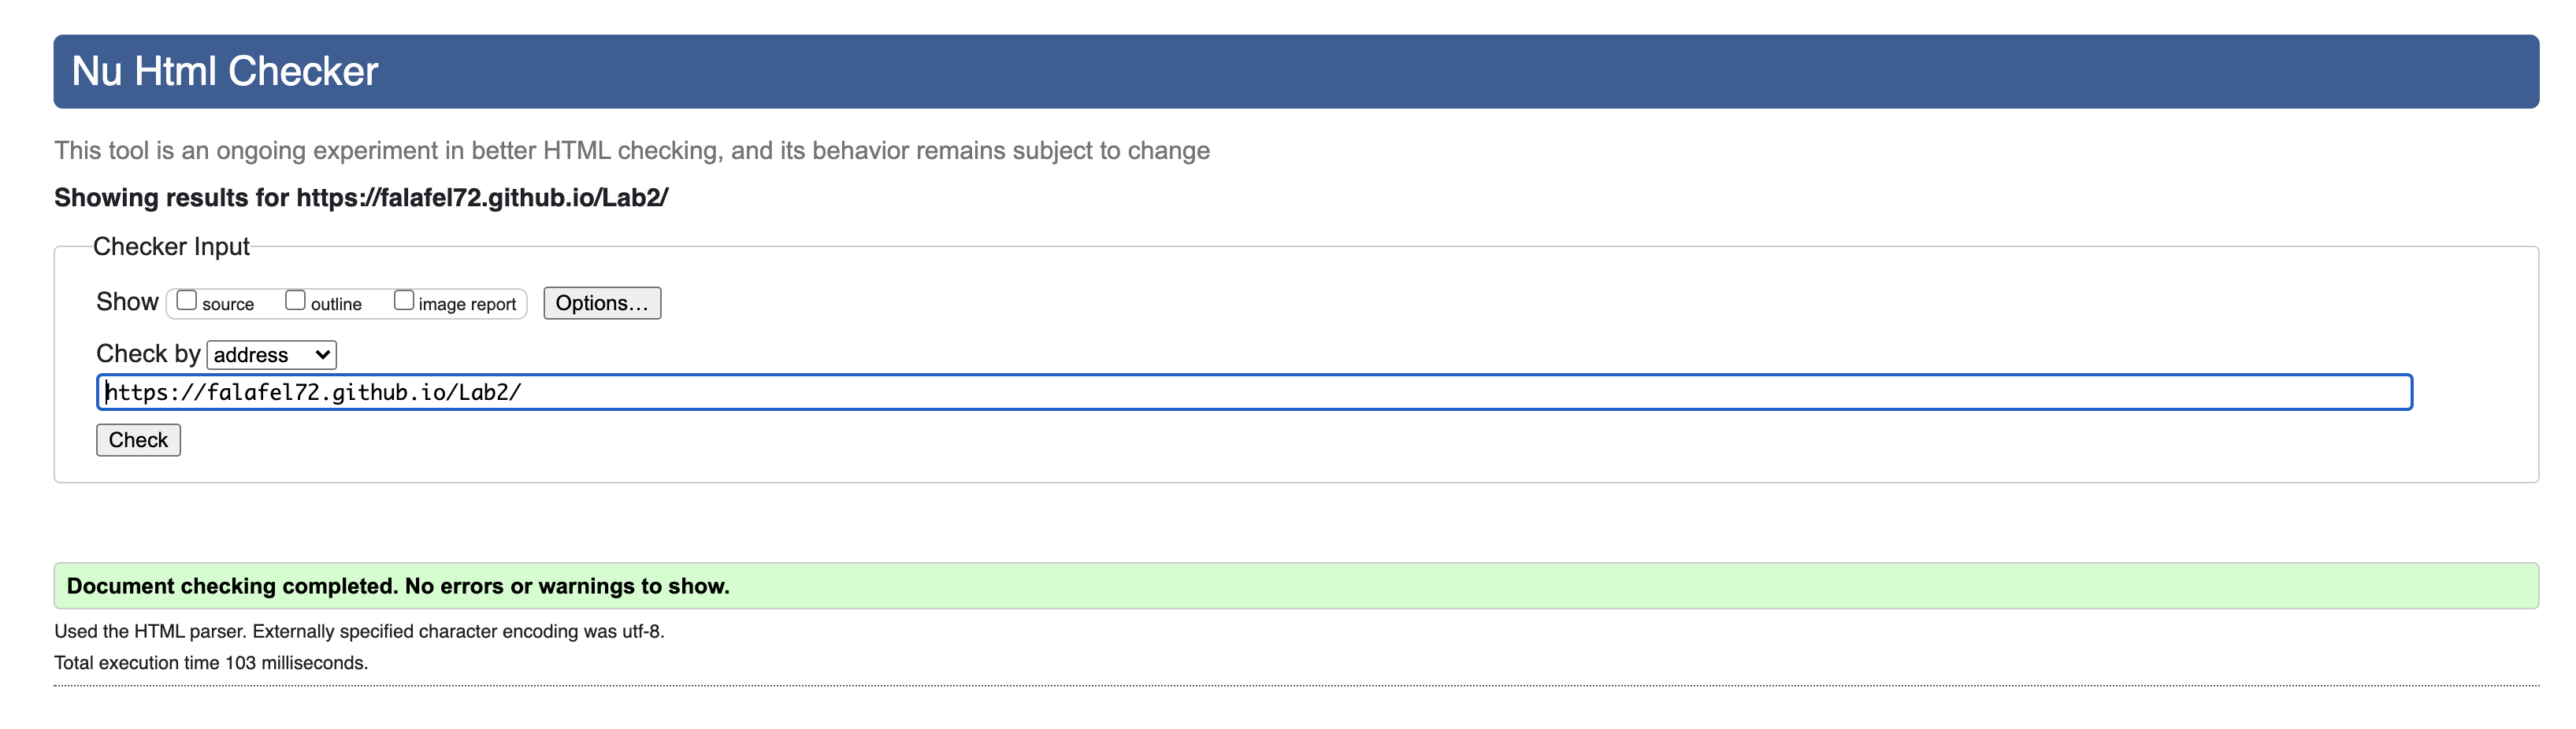 Nu Html Checker
This tool is an ongoing experiment in better HTML checking, and its behavior remains subject to change
Showing results for https://falafel72.github.io/Lab2/
Checker Input
Show source outline image report Options...
Check by address
https://falafel72.github.io/Lab2/
Check
Document checking completed. No errors or warnings to show.
Used the HTML parser. Externally specified character encoding was utf-8.
Total execution time 103 milliseconds.